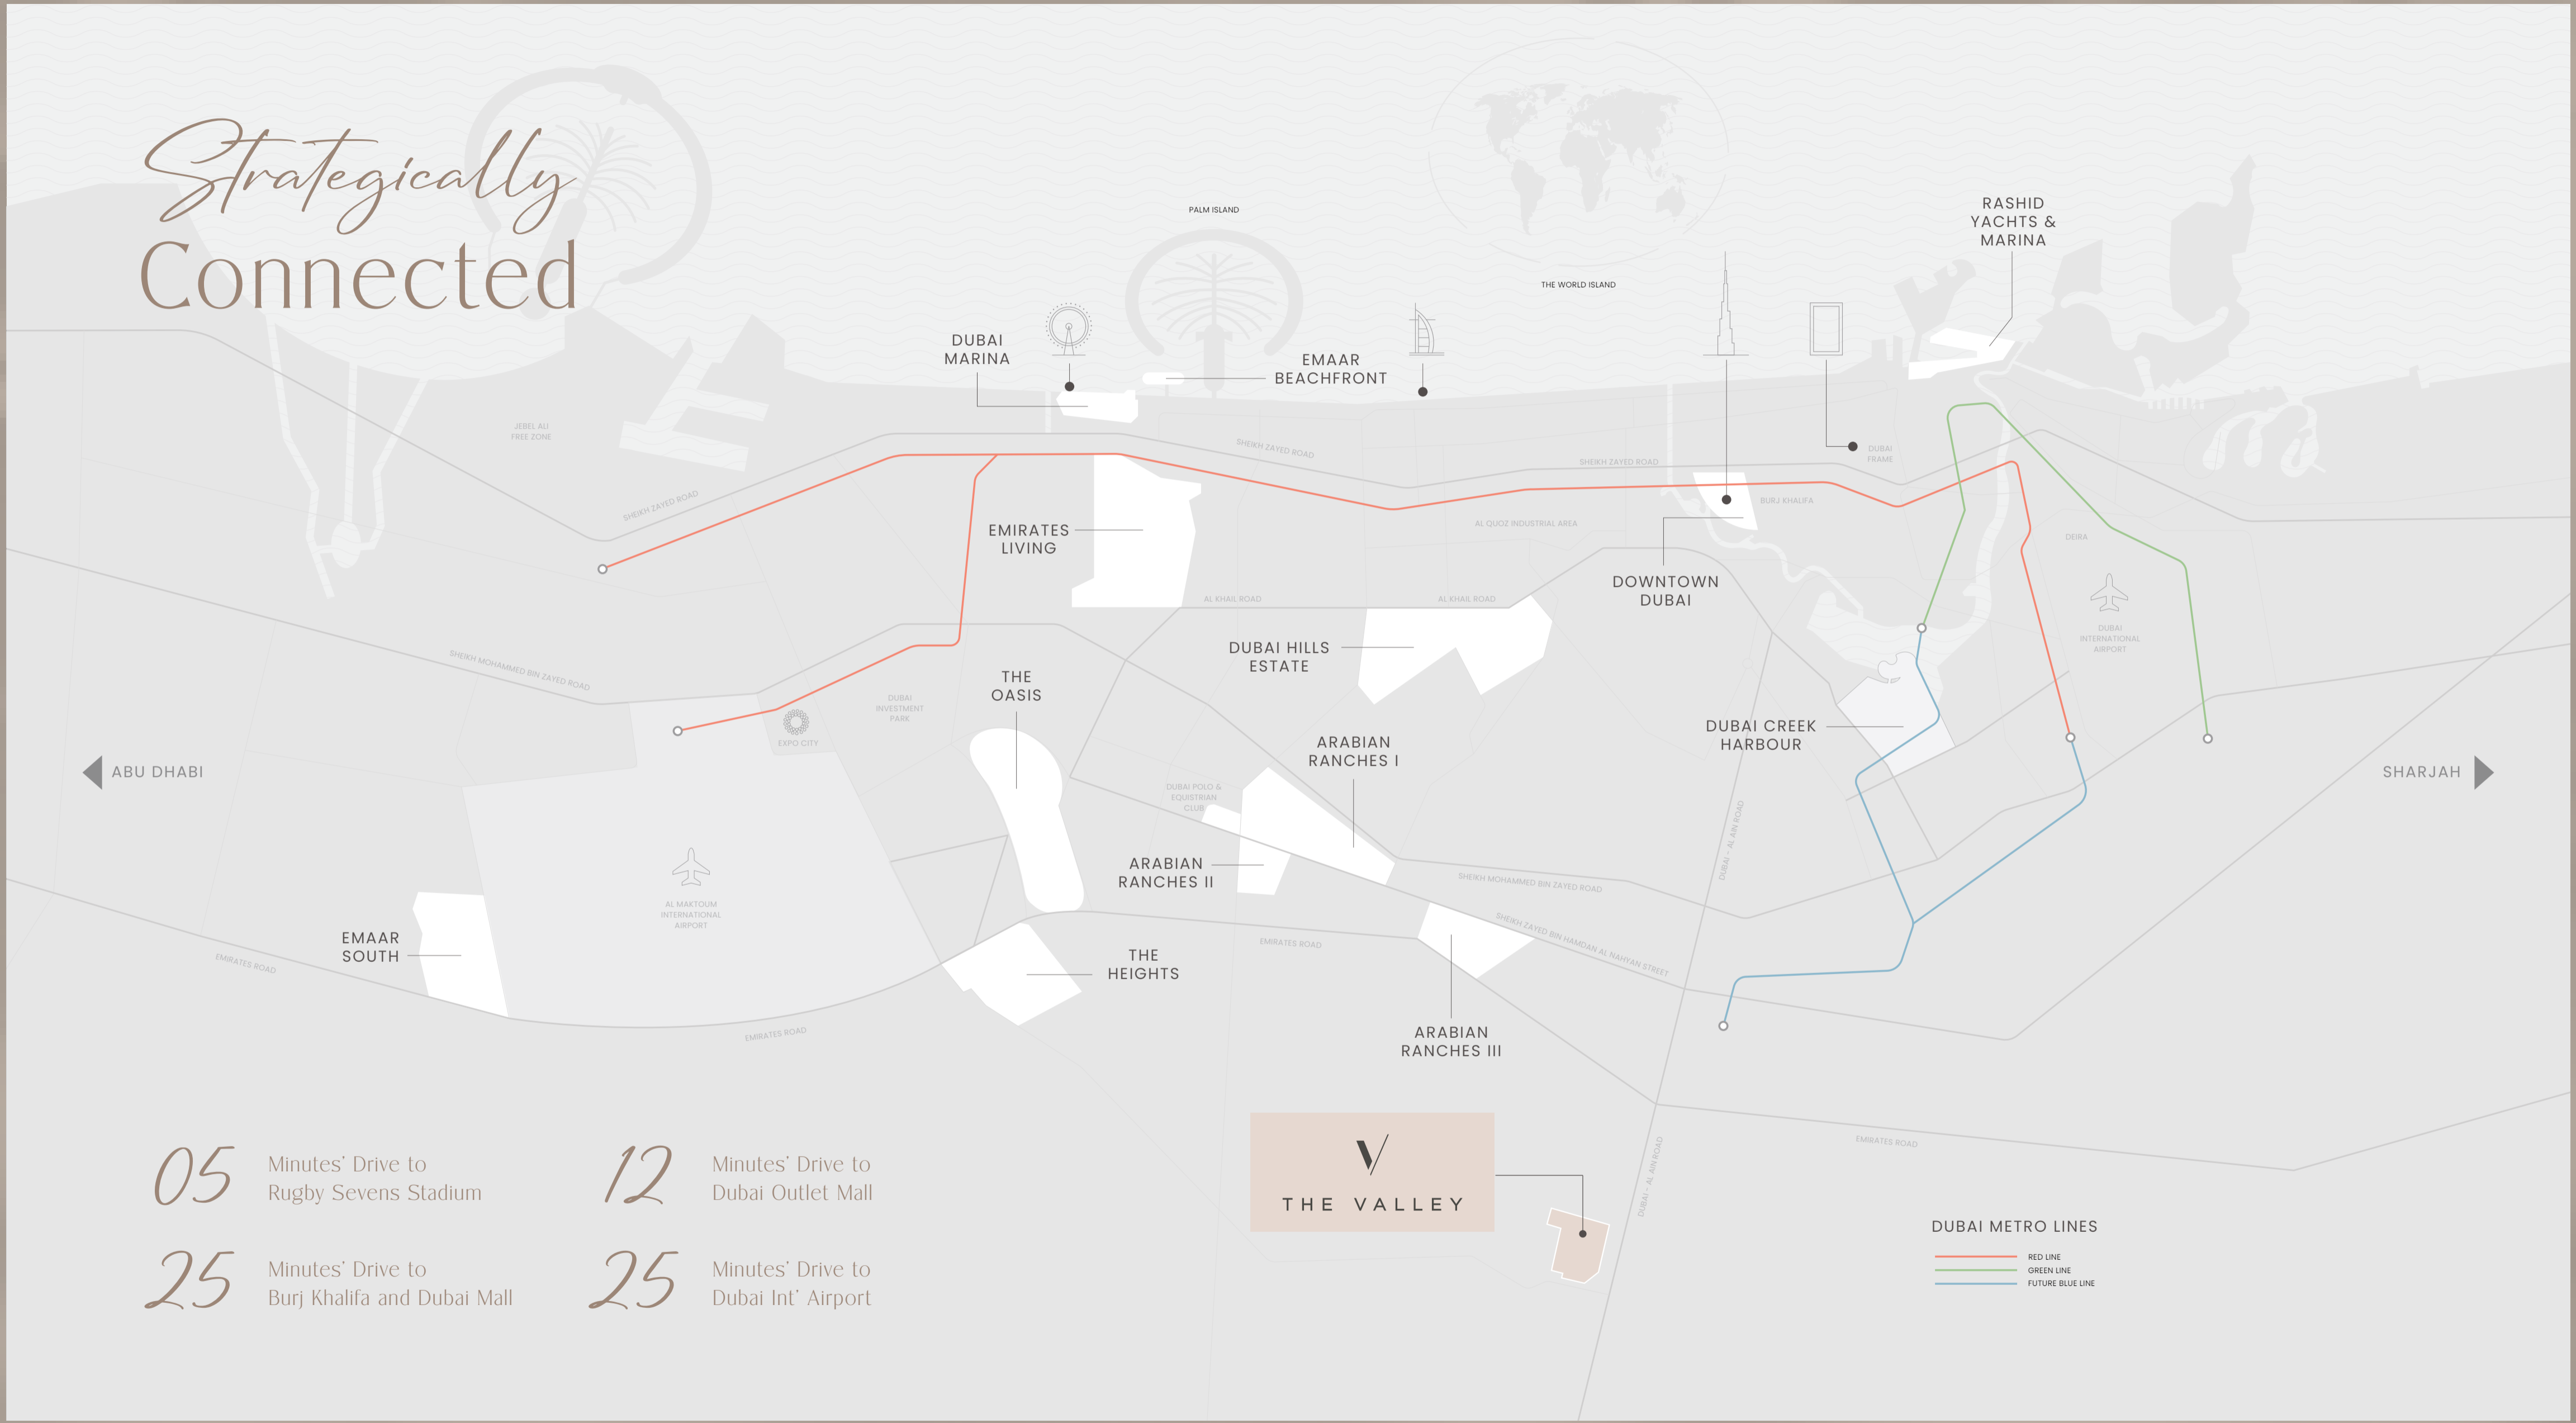 Strategically
Connected
PALM ISLAND
THE WORLD ISLAND
RASHID
YACHTS &
MARINA
DUBAI
MARINA
EMAAR
BEACHFRONT
JEBEL ALI
FREE ZONE
SHEIKH ZAYED ROAD
SHEIKH ZAYED ROAD
SHEIKH ZAYED ROAD
DUBAI
FRAME
BURJ KHALIFA
AL QUOZ INDUSTRIAL AREA
EMIRATES
LIVING
DEIRA
DOWNTOWN
DUBAI
AL KHAIL ROAD
AL KHAIL ROAD
DUBAI
INTERNATIONAL
AIRPORT
DUBAI HILLS
ESTATE
SHEIKH MOHAMMED BIN ZAYED ROAD
THE
OASIS
DUBAI
INVESTMENT
PARK
EXPO CITY
DUBAI CREEK
HARBOUR
ARABIAN
RANCHES I
ABU DHABI
SHARJAH
DUBAI POLO &
EQUISTRIAN
CLUB
DUBAI - AL AIN ROAD
ARABIAN
RANCHES II
SHEIKH MOHAMMED BIN ZAYED ROAD
AL MAKTOUM
INTERNATIONAL
AIRPORT
SHEIKH ZAYED BIN HAMDAN AL NAHYAN STREET
EMAAR
SOUTH
EMIRATES ROAD
EMIRATES ROAD
THE
HEIGHTS
EMIRATES ROAD
ARABIAN
RANCHES III
EMIRATES ROAD
DUBAI - AL AIN ROAD
THE VALLEY
05
Minutes' Drive to
Rugby Sevens Stadium
12
Minutes' Drive to
Dubai Outlet Mall
25
Minutes' Drive to
Burj Khalifa and Dubai Mall
25
Minutes' Drive to
Dubai Int' Airport
DUBAI METRO LINES
RED LINE
GREEN LINE
FUTURE BLUE LINE